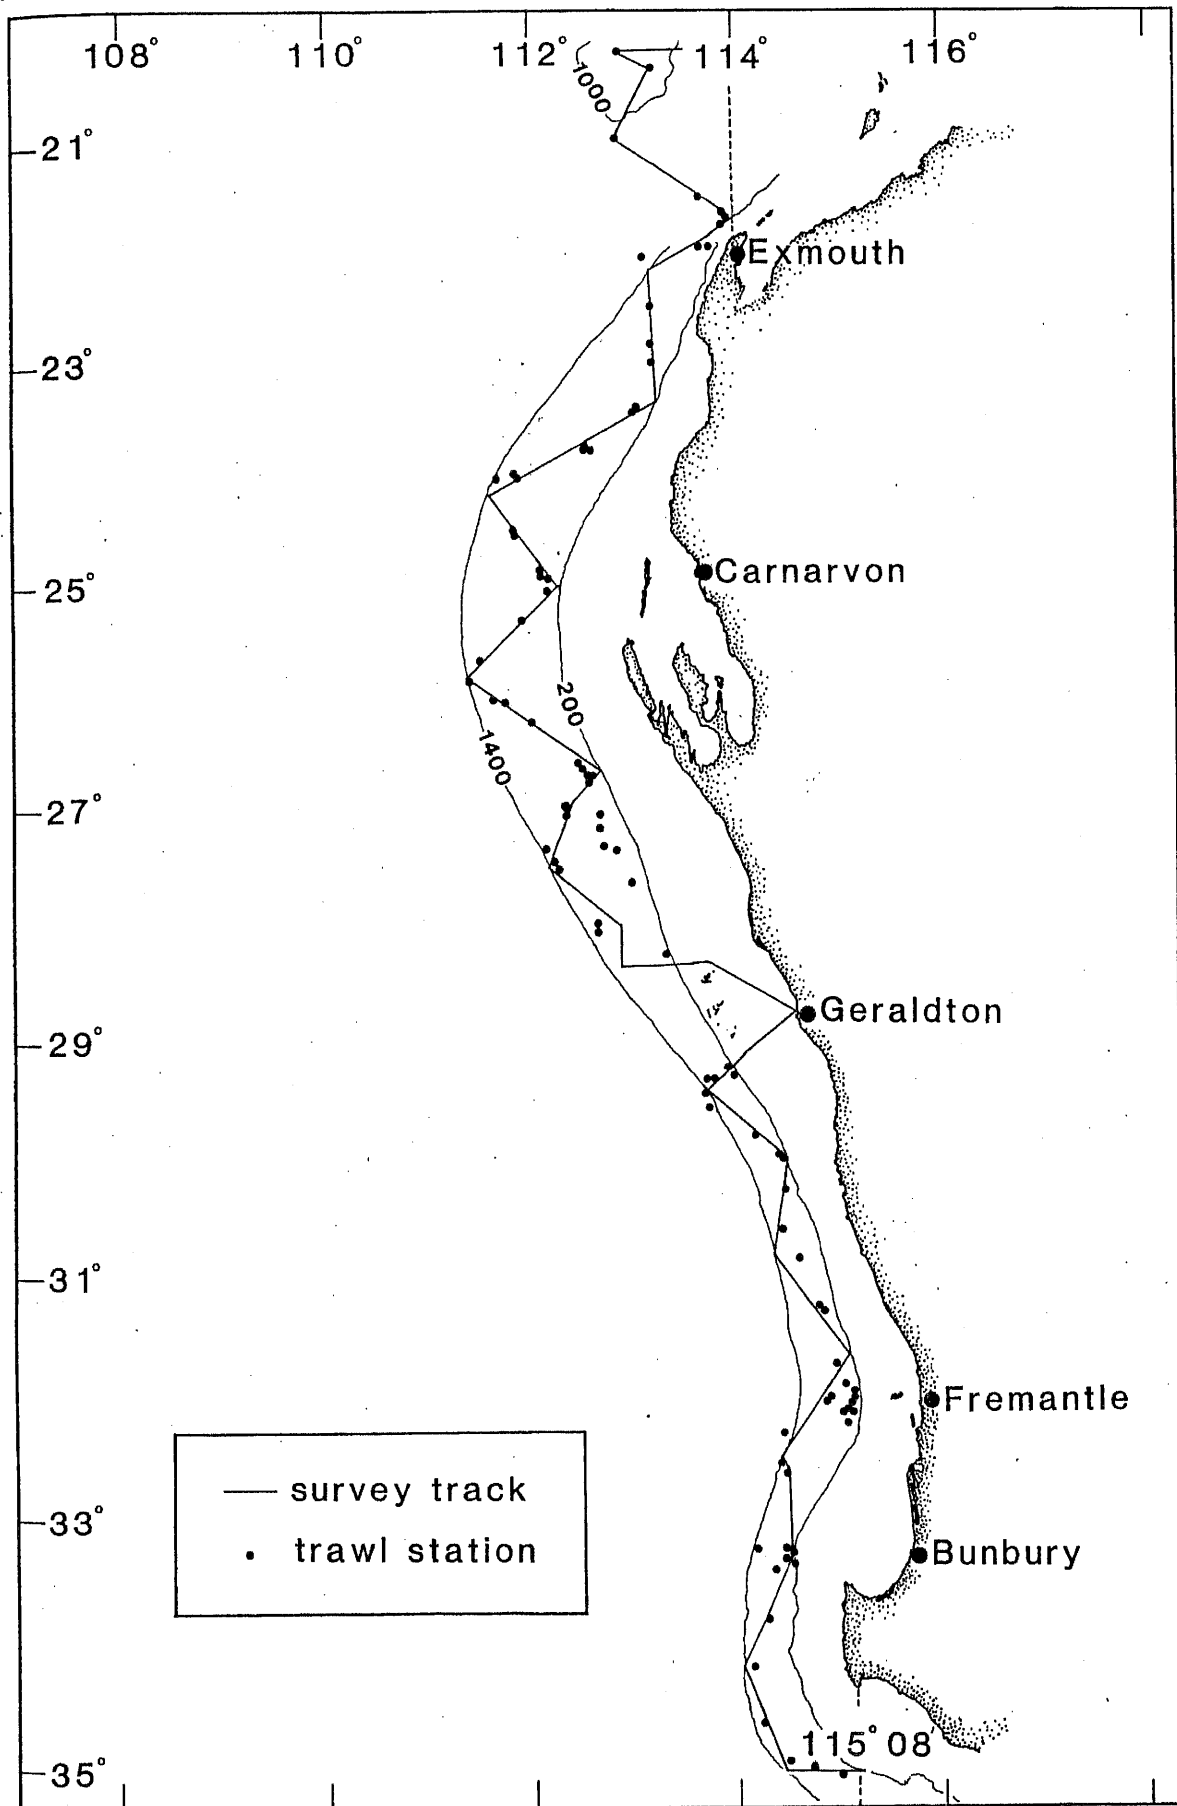 108° 110° 112° 114° 116°
1000
21°
Exmouth
23°
25°
Carnarvon
200
1400
27°
Geraldton
29°
31°
Fremantle
survey track
33°
trawl station
Bunbury
115° 08'
35°